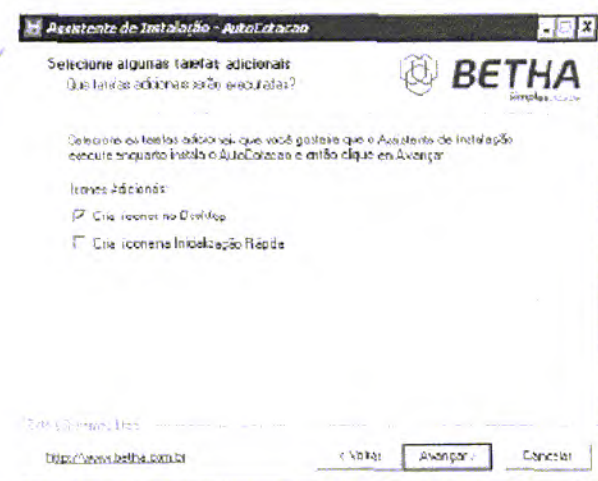 Assistente de Instalação - AutoCotacao
Selecione algumas tarefas adicionais
Que tarefas adicionais serão executadas?
BETHA
Simples
Selecione as tarefas adicionais que você gostaria que o Assistente de Instalação
execute enquanto instala o AutoCotacao e então clique em Avançar
Ícones Adicionais:
Criar ícones no Desktop
Criar ícone na Inicialização Rápida
http://www.betha.com.br
< Voltar
Avançar >
Cancelar